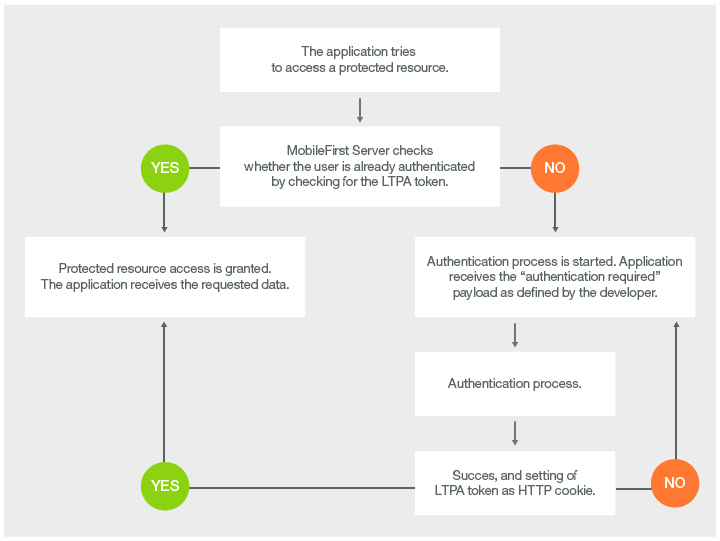 The application tries
to access a protected resource.
MobileFirst Server checks
whether the user is already authenticated
by checking for the LTPA token.
YES
NO
Protected resource access is granted.
The application receives the requested data.
Authentication process is started. Application
receives the “authentication required”
payload as defined by the developer.
Authentication process.
Succes, and setting of
LTPA token as HTTP cookie.
YES
NO